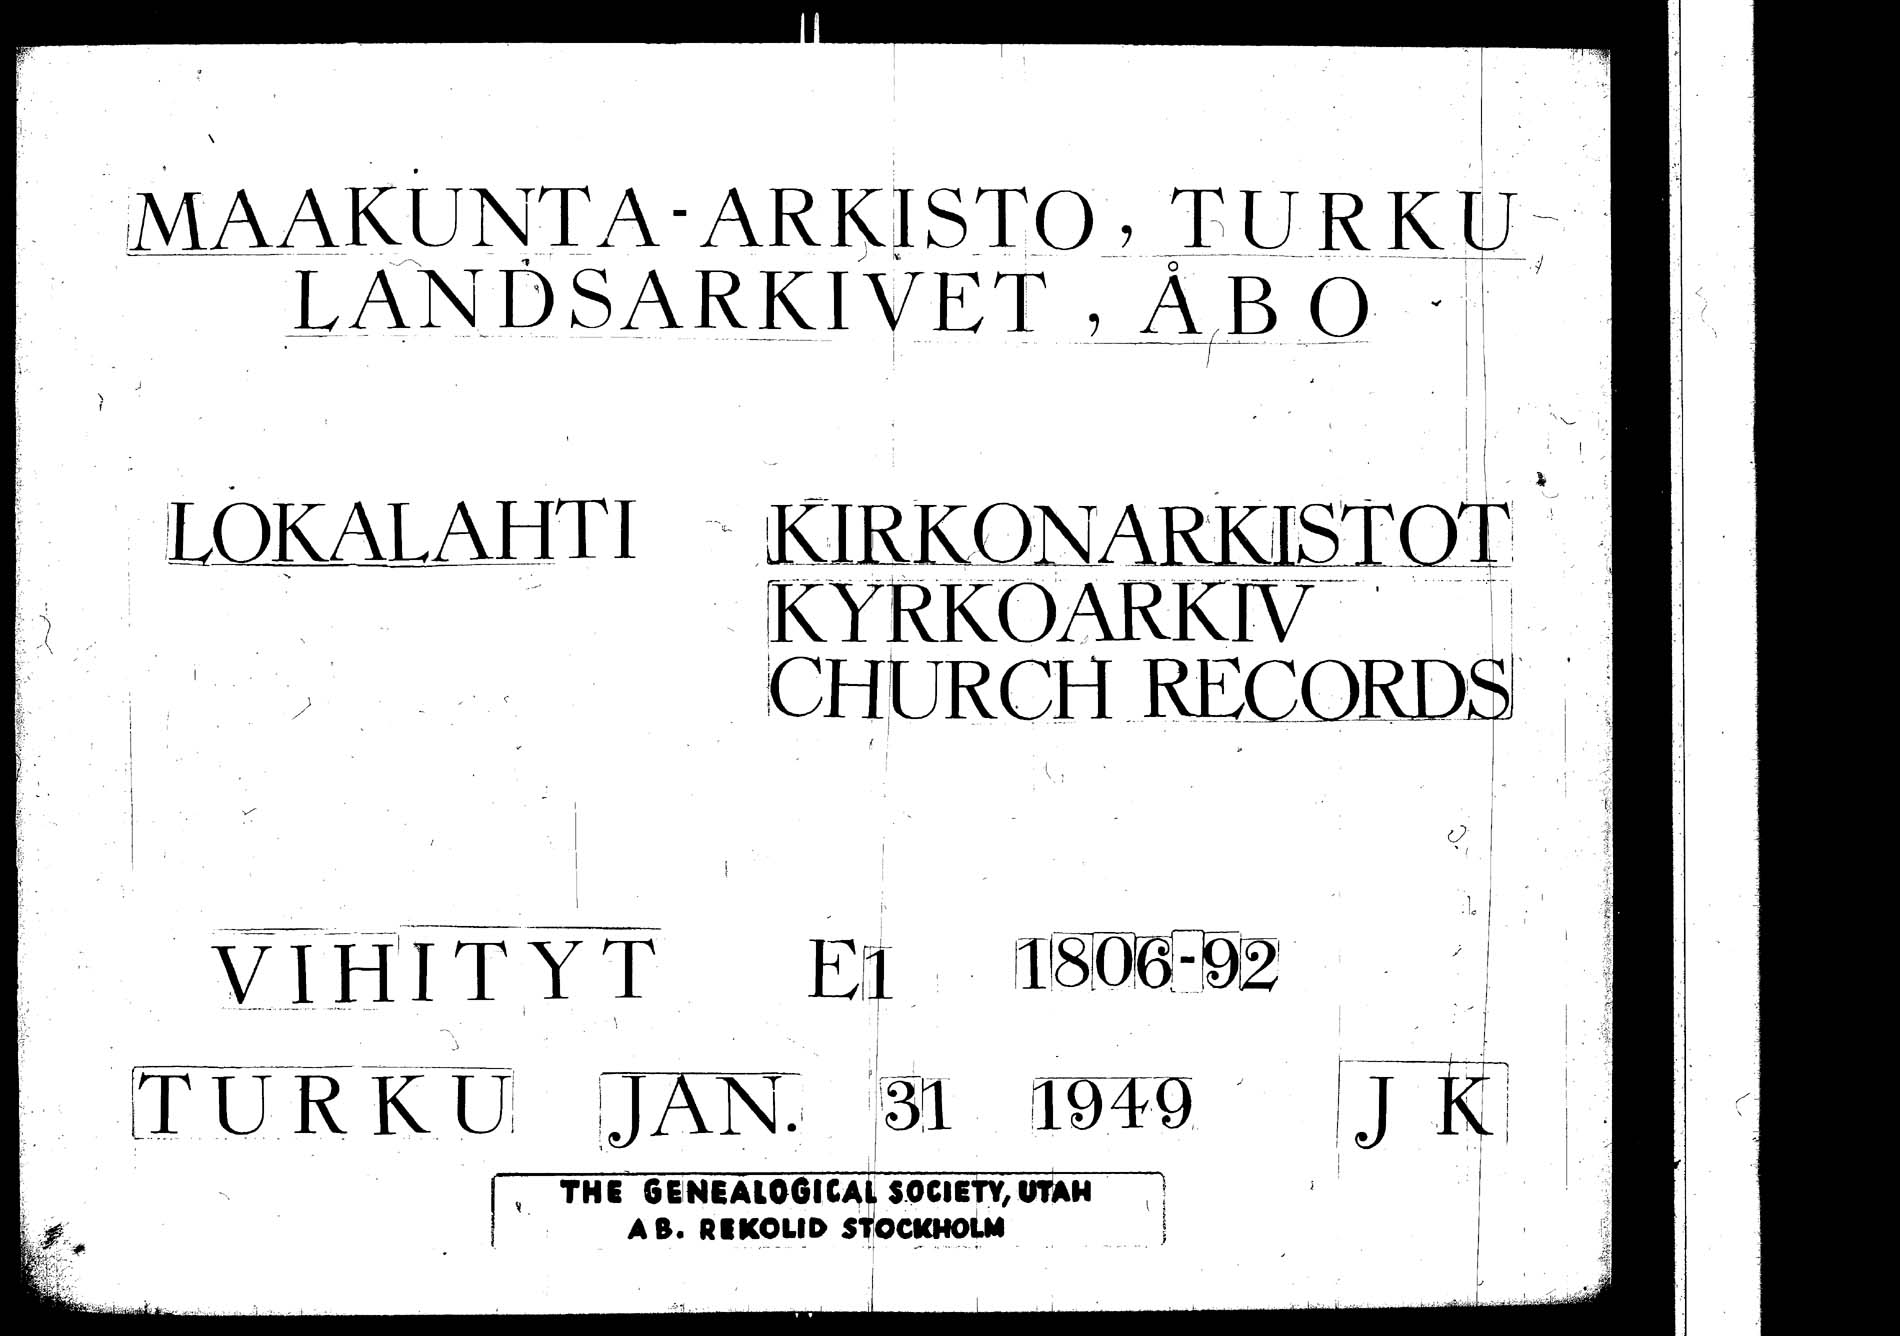 MAAKUNTA-ARKISTO, TURKU
LANDSARKIVET, ÅBO
LOKALAHTI KIRKONARKISTOT
KYRKOARKIV
CHURCH RECORDS
VIHITYT E1 1806-92
TURKU JAN. 31 1949 J K
THE GENEALOGICAL SOCIETY, UTAH
AB. REKOLID STOCKHOLM